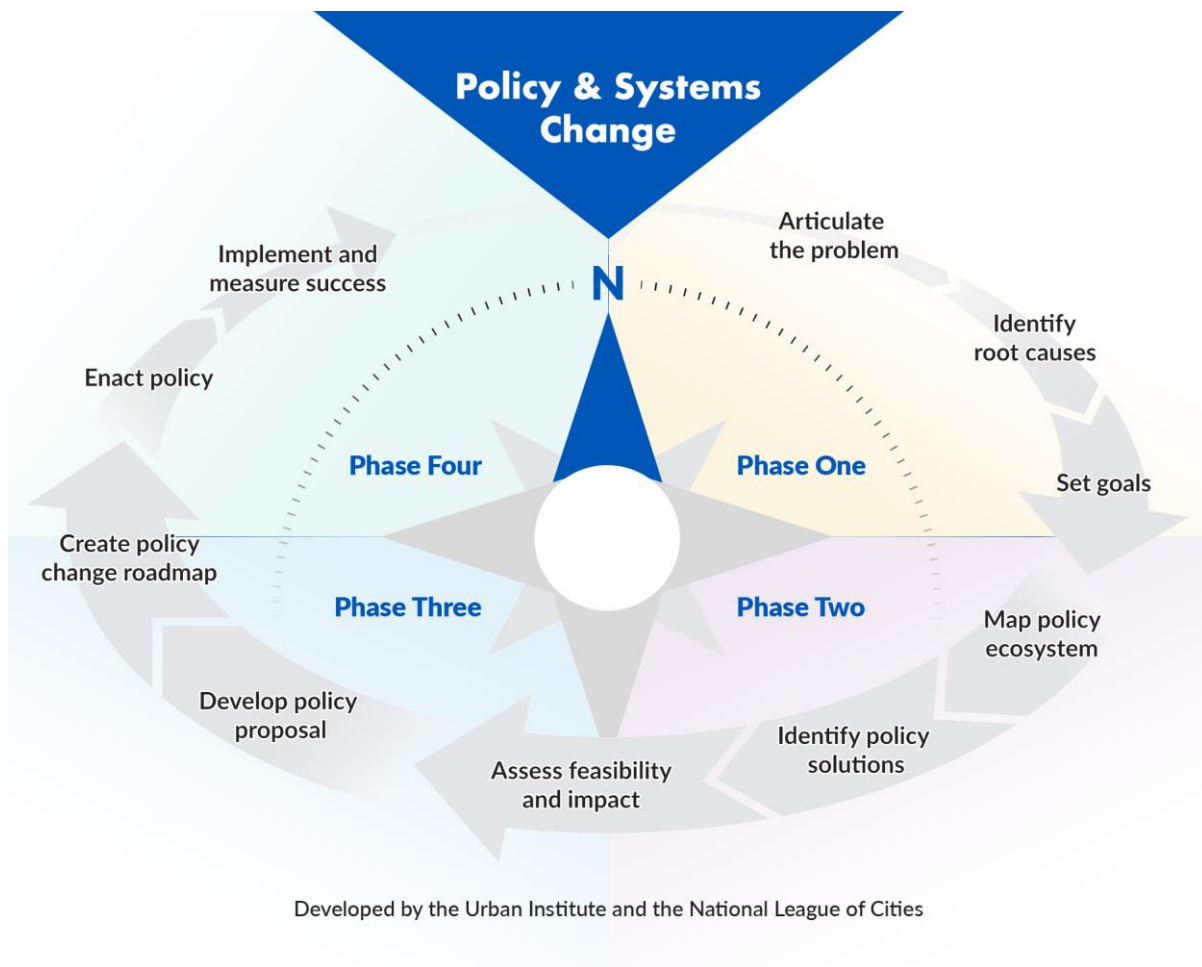 Policy & Systems
Change
N
Articulate
the problem
Identify
root causes
Set goals
Map policy
ecosystem
Identify policy
solutions
Assess feasibility
and impact
Develop policy
proposal
Create policy
change roadmap
Enact policy
Implement and
measure success
Phase One
Phase Two
Phase Three
Phase Four
Developed by the Urban Institute and the National League of Cities